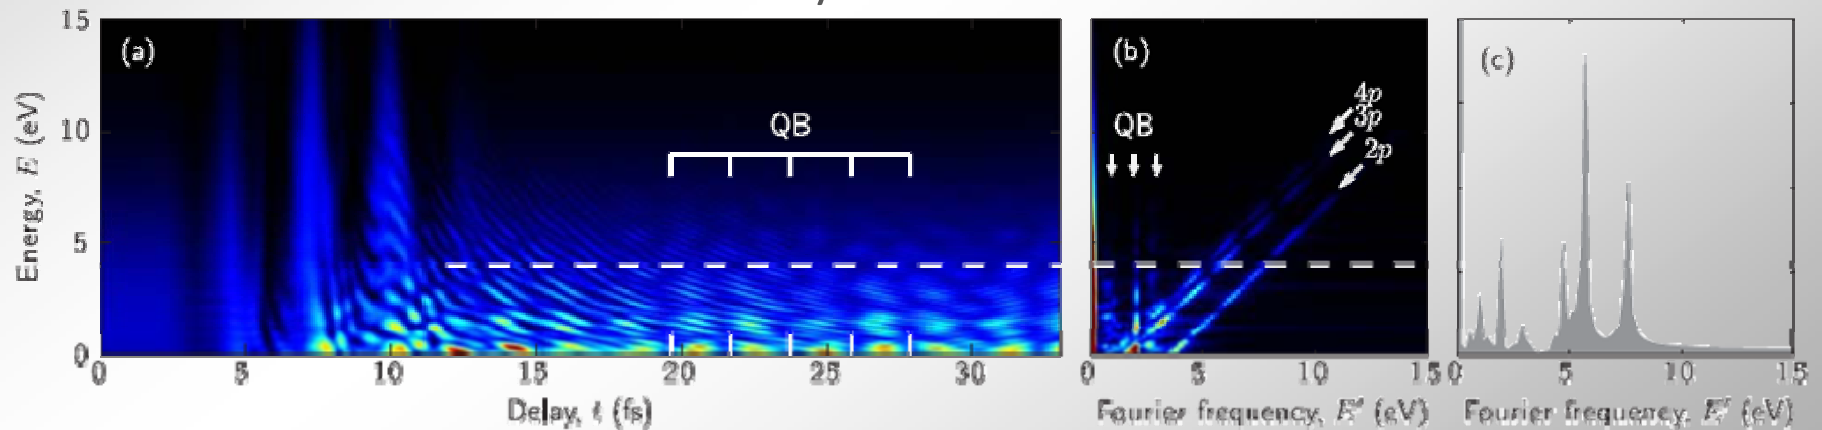 (a)
QB
15
10
5
0
Energy, E (eV)
0 5 10 15 20 25 30
Delay, t (fs)
(b)
QB
4p
3p
2p
0 5 10 15
Fourier frequency, E' (eV)
(c)
0 5 10 15
Fourier frequency, E' (eV)